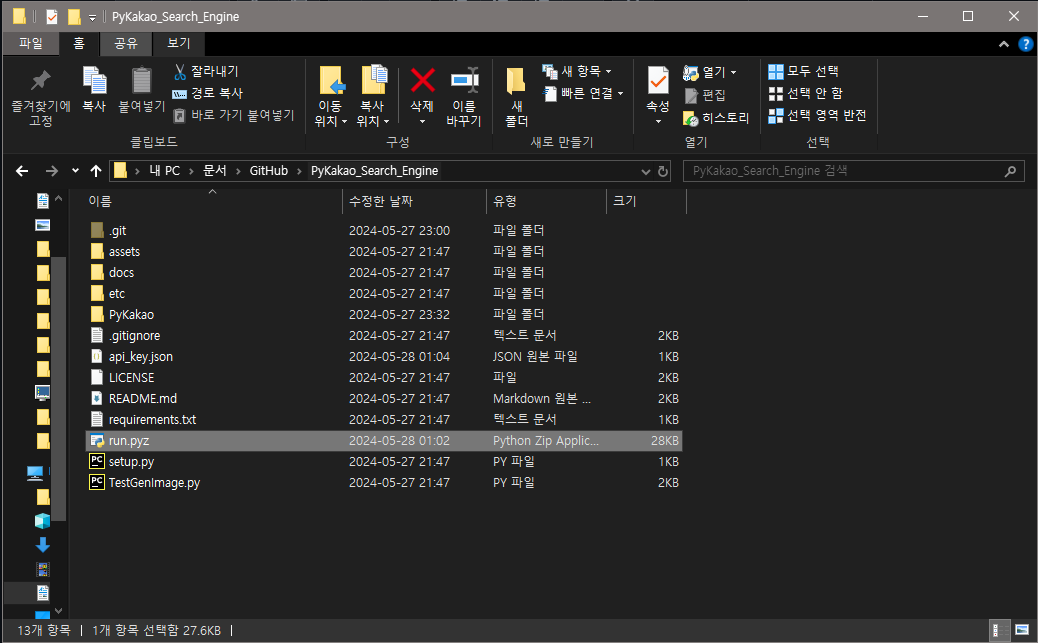 PyKakao_Search_Engine
파일 홈 공유 보기
즐겨찾기에 고정
복사
붙여넣기
잘라내기
경로 복사
바로 가기 붙여넣기
클립보드
이동 위치
복사 위치
삭제
이름 바꾸기
구성
새 폴더
새 항목
빠른 연결
새로 만들기
속성
열기
편집
히스토리
열기
모두 선택
선택 안 함
선택 영역 반전
선택
내 PC > 문서 > GitHub > PyKakao_Search_Engine
PyKakao_Search_Engine 검색
이름 수정한 날짜 유형 크기
.git 2024-05-27 23:00 파일 폴더
assets 2024-05-27 21:47 파일 폴더
docs 2024-05-27 21:47 파일 폴더
etc 2024-05-27 21:47 파일 폴더
PyKakao 2024-05-27 23:32 파일 폴더
.gitignore 2024-05-27 21:47 텍스트 문서 2KB
api_key.json 2024-05-28 01:04 JSON 원본 파일 1KB
LICENSE 2024-05-27 21:47 파일 2KB
README.md 2024-05-27 21:47 Markdown 원본 ... 2KB
requirements.txt 2024-05-27 21:47 텍스트 문서 1KB
run.pyz 2024-05-28 01:02 Python Zip Applic... 28KB
setup.py 2024-05-27 21:47 PY 파일 1KB
TestGenImage.py 2024-05-27 21:47 PY 파일 2KB
13개 항목 | 1개 항목 선택함 27.6KB |